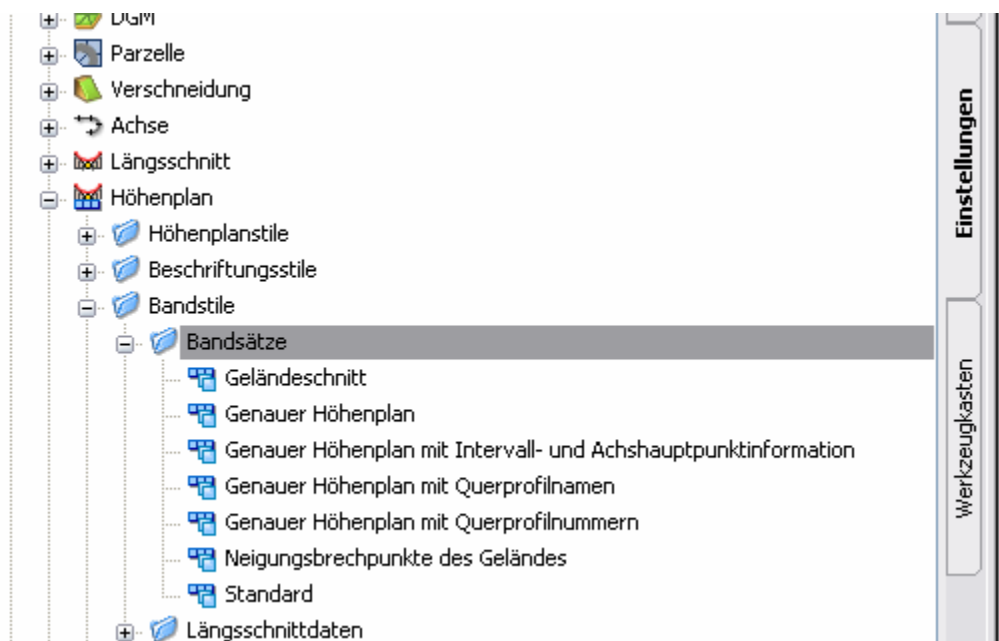 DGM
Parzelle
Verschneidung
Achse
Längsschnitt
Höhenplan
Höhenplanstile
Beschriftungsstile
Bandstile
Bandsätze
Geländeschnitt
Genauer Höhenplan
Genauer Höhenplan mit Intervall- und Achshauptpunktinformation
Genauer Höhenplan mit Querprofilnamen
Genauer Höhenplan mit Querprofilnummern
Neigungsbrechpunkte des Geländes
Standard
Längsschnittdaten
Einstellungen
Werkzeugkasten